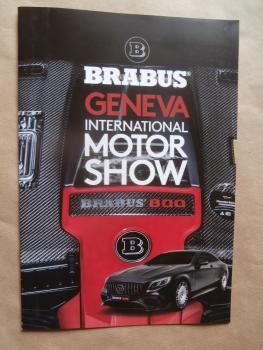 B
BRABUS®
GENEVA
INTERNATIONAL
MOTOR
SHOW
BRABUS 800
B